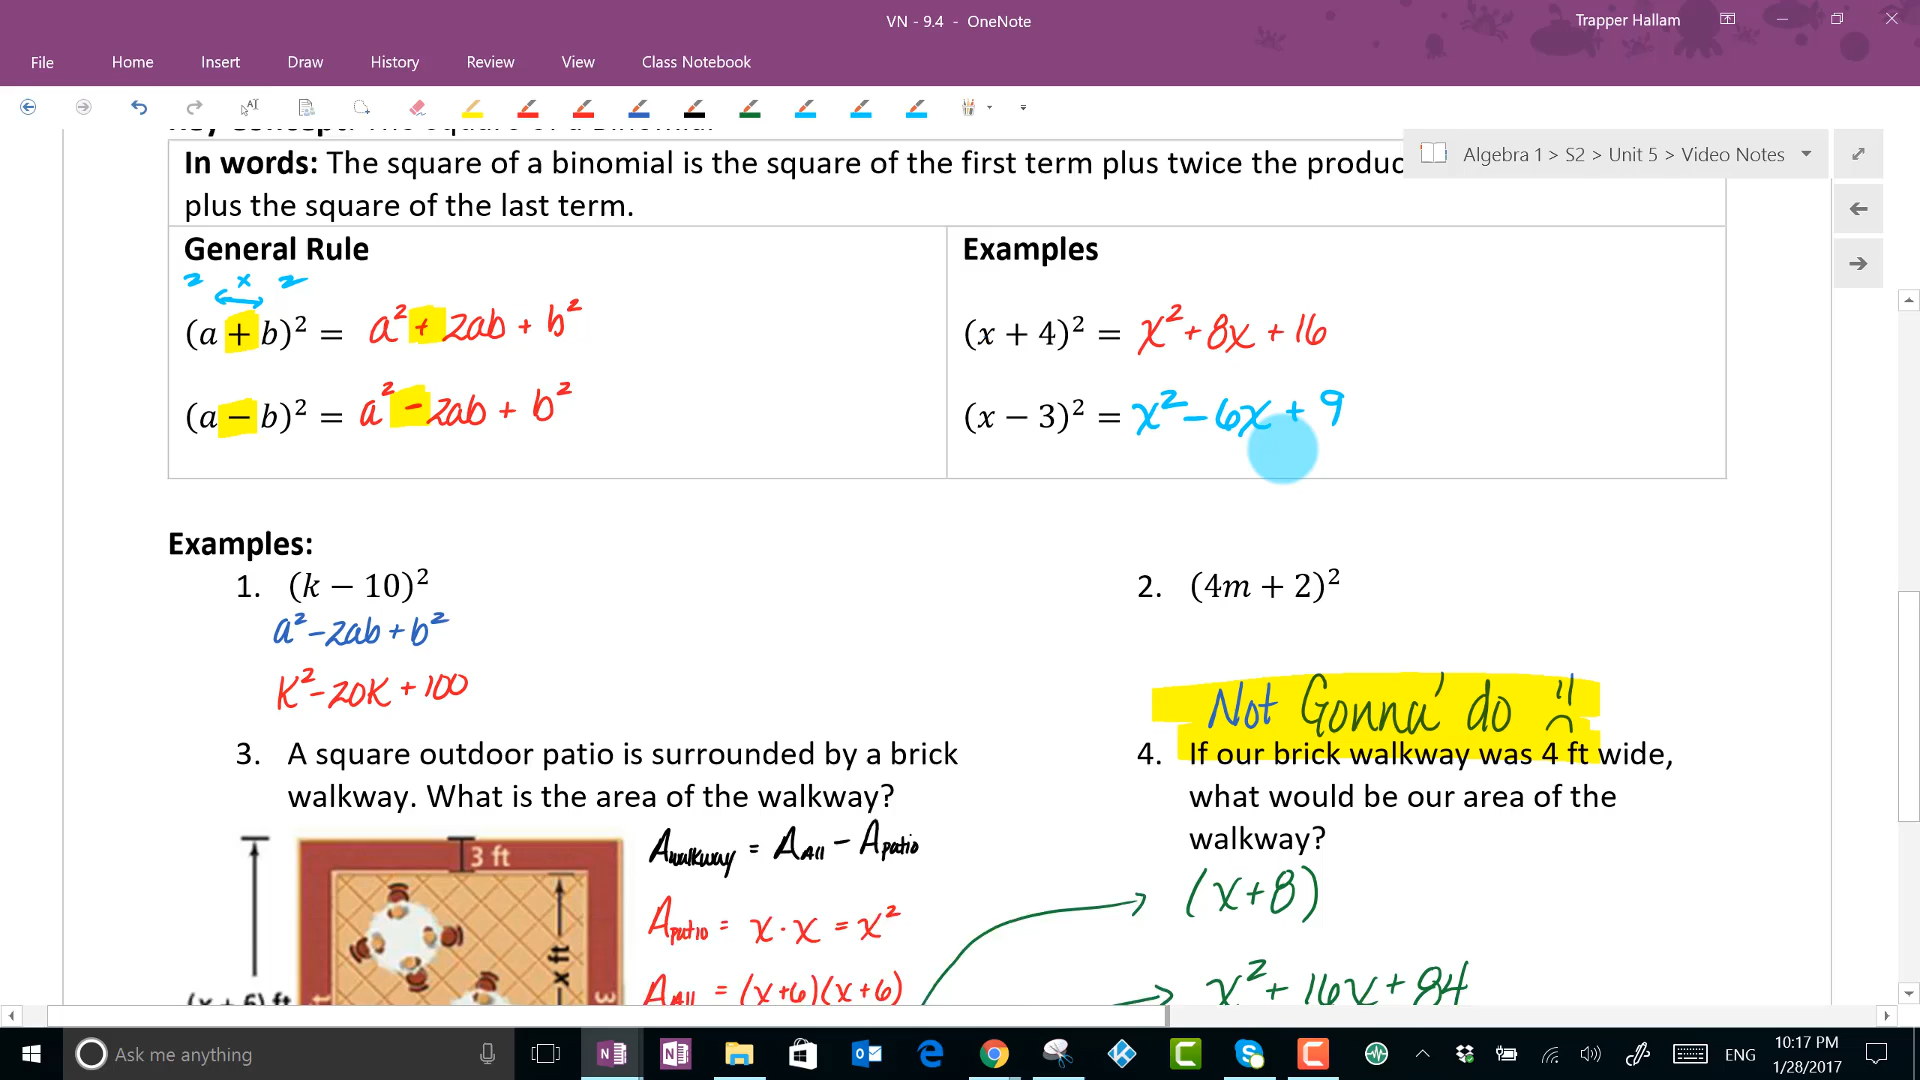 VN - 9.4 - OneNote
Trapper Hallam
File Home Insert Draw History Review View Class Notebook
Algebra 1 > S2 > Unit 5 > Video Notes
In words: The square of a binomial is the square of the first term plus twice the produc
plus the square of the last term.
General Rule
2 x 2
(a + b)² = a² + 2ab + b²
(a − b)² = a² - 2ab + b²
Examples
(x + 4)² = x² + 8x + 16
(x − 3)² = x² - 6x + 9
Examples:
1. (k − 10)²
a² - 2ab + b²
K² - 20K + 100
2. (4m + 2)²
Not Gonna' do
3. A square outdoor patio is surrounded by a brick
walkway. What is the area of the walkway?
3 ft
x ft
(x + 6) ft
A walkway = A All - A patio
A patio = x · x = x²
A All = (x+6)(x+6)
4. If our brick walkway was 4 ft wide,
what would be our area of the
walkway?
(x+8)
x² + 16x + 84
Ask me anything
ENG
10:17 PM
1/28/2017